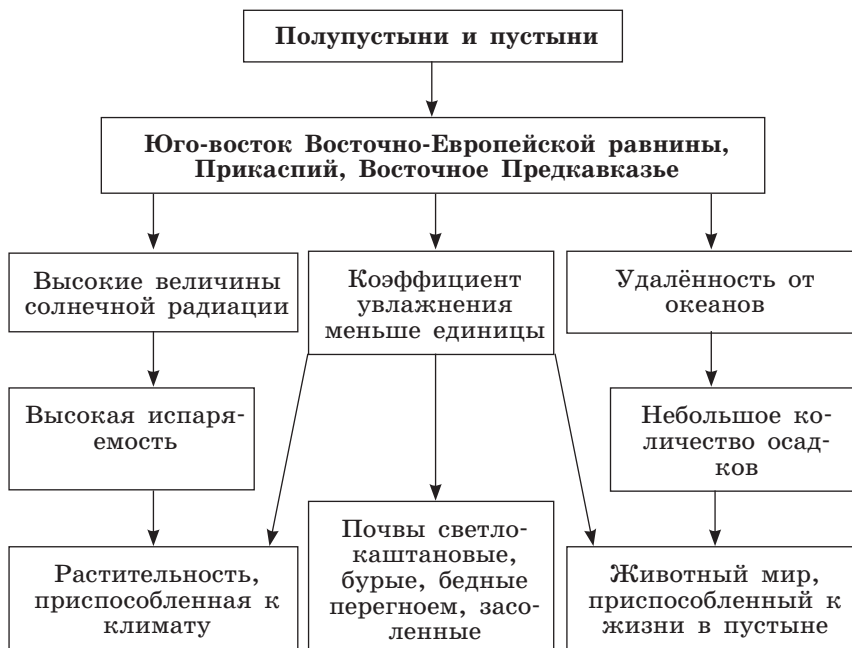 Полупустыни и пустыни
Юго-восток Восточно-Европейской равнины,
Прикаспий, Восточное Предкавказье
Высокие величины
солнечной радиации
Коэффициент
увлажнения
меньше единицы
Удалённость от
океанов
Высокая испаря-
емость
Небольшое ко-
личество осад-
ков
Растительность,
приспособленная к
климату
Почвы светло-
каштановые,
бурые, бедные
перегноем, засо-
ленные
Животный мир,
приспособленный к
жизни в пустыне